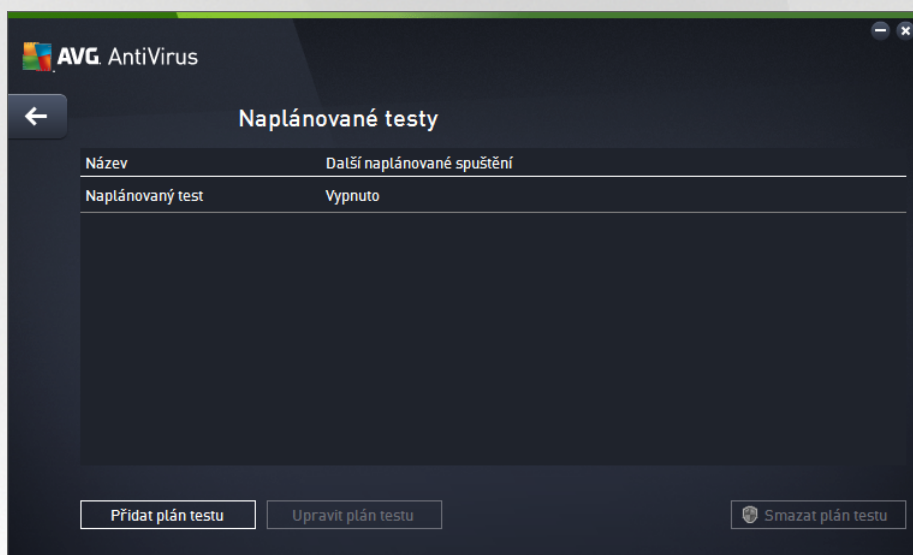 AVG. AntiVirus
Naplánované testy
Název Další naplánované spuštění
Naplánovaný test Vypnuto
Přidat plán testu Upravit plán testu Smazat plán testu